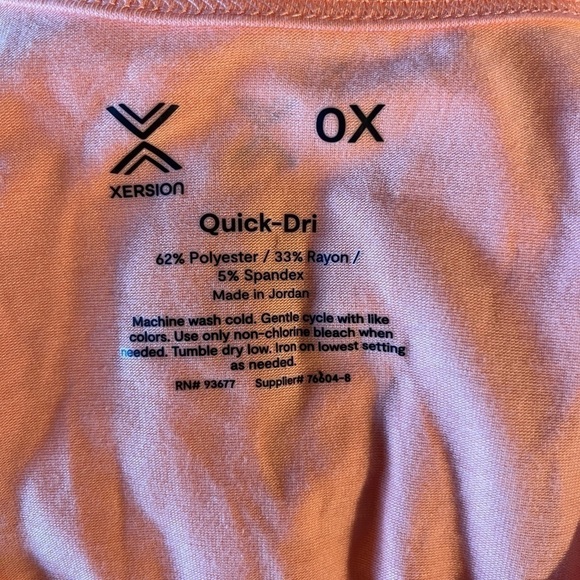 XERSION
0X
Quick-Dri
62% Polyester / 33% Rayon /
5% Spandex
Made in Jordan
Machine wash cold. Gentle cycle with like
colors. Use only non-chlorine bleach when
needed. Tumble dry low. Iron on lowest setting
as needed.
RN# 93677 Supplier# 76604-8